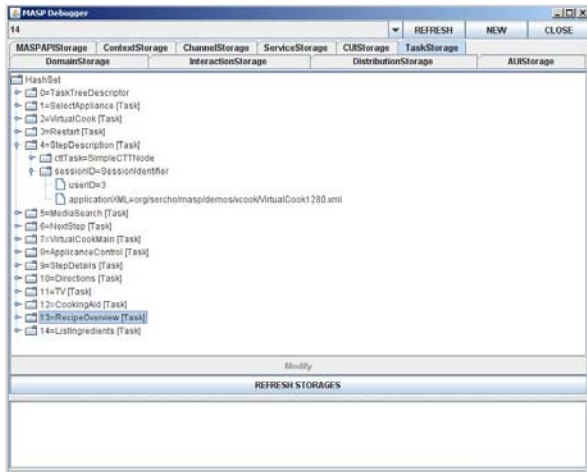 MASP Debugger
14
REFRESH NEW CLOSE
MASPAPIStorage ContextStorage ChannelStorage ServiceStorage CUIStorage TaskStorage
DomainStorage InteractionStorage DistributionStorage AUIStorage
HashSet
0=TaskTreeDescriptor
1=SelectAppliance [Task]
2=VirtualCook [Task]
3=Restart [Task]
4=StepDescription [Task]
cttTask=SimpleCTTNode
sessionID=SessionIdentifier
userID=3
applicationXML=org/sercho/masp/demos/vcook/VirtualCook1280.xml
5=MediaSearch [Task]
6=NextStep [Task]
7=VirtualCookMain [Task]
8=ApplicanceControl [Task]
9=StepDetails [Task]
10=Directions [Task]
11=TV [Task]
12=CookingAid [Task]
13=RecipeOverview [Task]
14=ListIngredients [Task]
Modify
REFRESH STORAGES